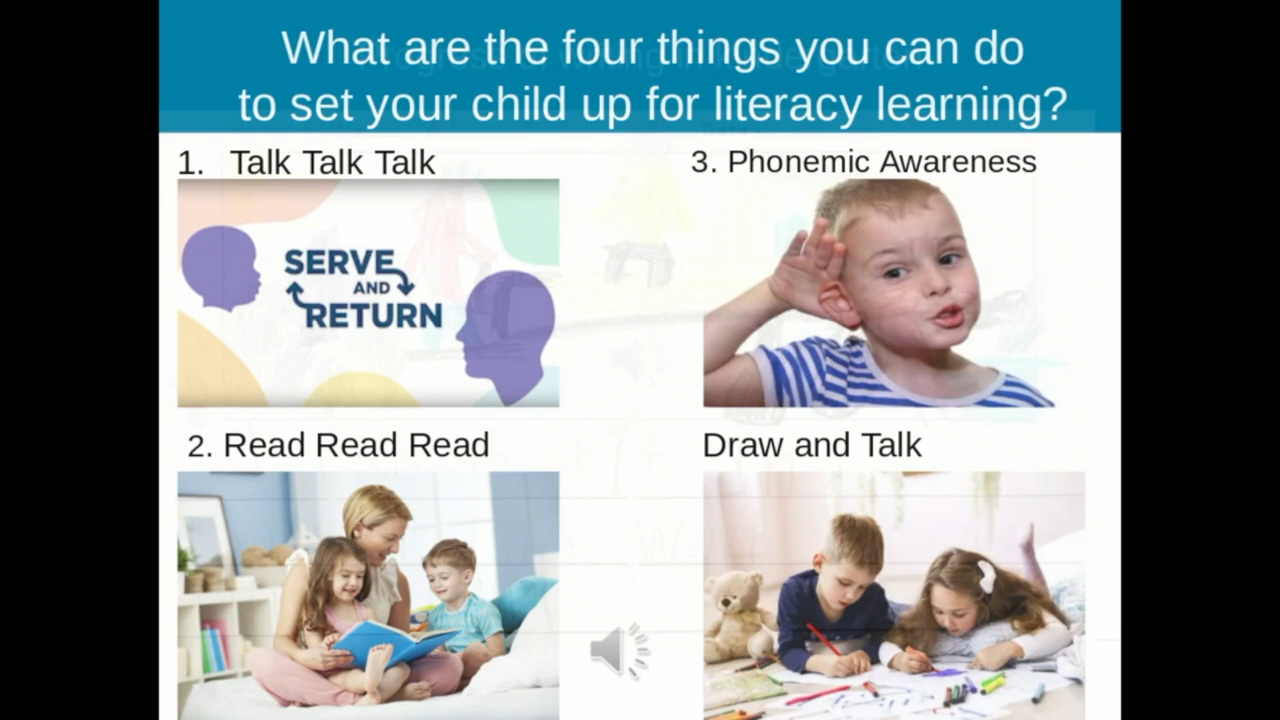 What are the four things you can do
to set your child up for literacy learning?
1. Talk Talk Talk
SERVE
AND
RETURN
2. Read Read Read
3. Phonemic Awareness
Draw and Talk